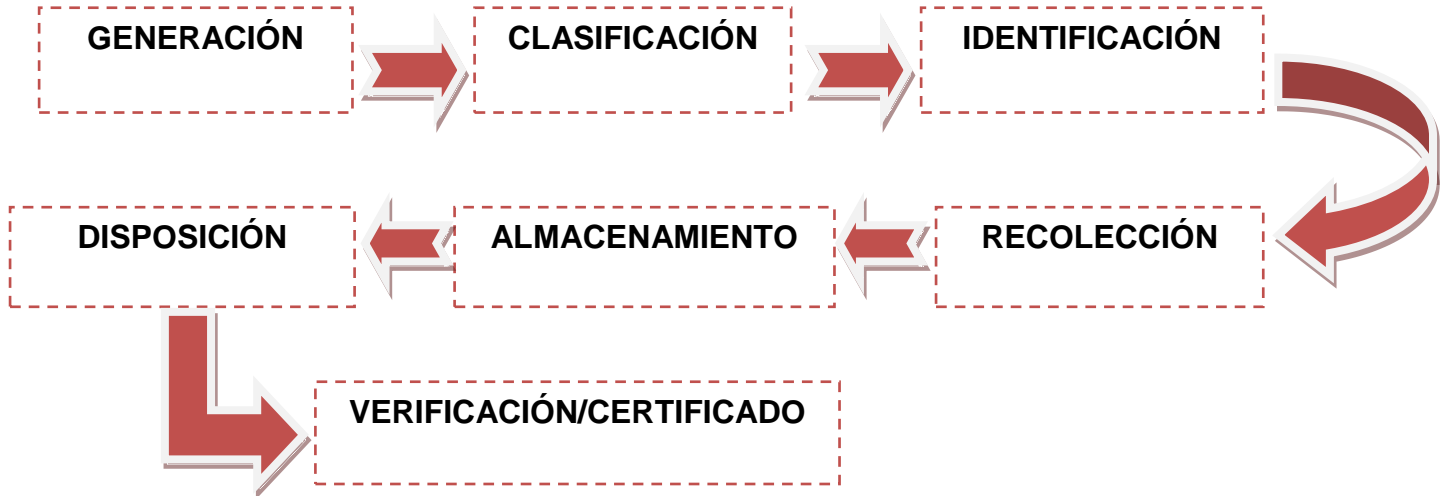 GENERACIÓN
CLASIFICACIÓN
IDENTIFICACIÓN
RECOLECCIÓN
ALMACENAMIENTO
DISPOSICIÓN
VERIFICACIÓN/CERTIFICADO